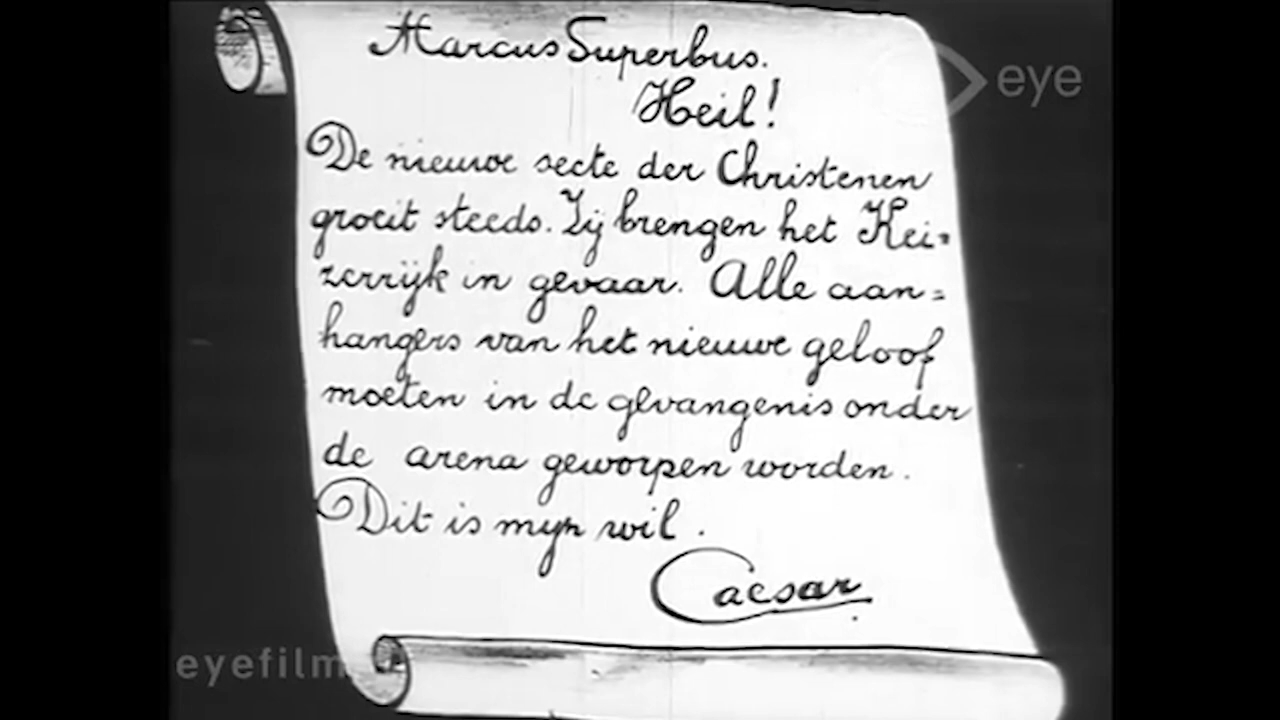 Marcus Superbus.
Heil!
eye
De nieuwe secte der Christenen
groeit steeds. Zij brengen het Kei=
zerrijk in gevaar. Alle aan=
hangers van het nieuwe geloof
moeten in de gevangenis onder
de arena geworpen worden.
Dit is mijn wil.
Caesar
eyefilm